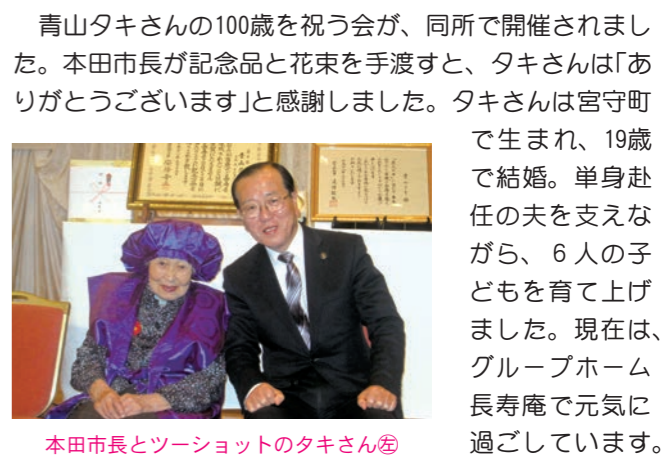 青山タキさんの100歳を祝う会が、同所で開催されまし
た。本田市長が記念品と花束を手渡すと、タキさんは｢あ
りがとうございます｣と感謝しました。タキさんは宮守町
で生まれ、19歳
で結婚。単身赴
任の夫を支えな
がら、６人の子
どもを育て上げ
ました。現在は、
グループホーム
長寿庵で元気に
過ごしています。
本田市長とツーショットのタキさん㊧